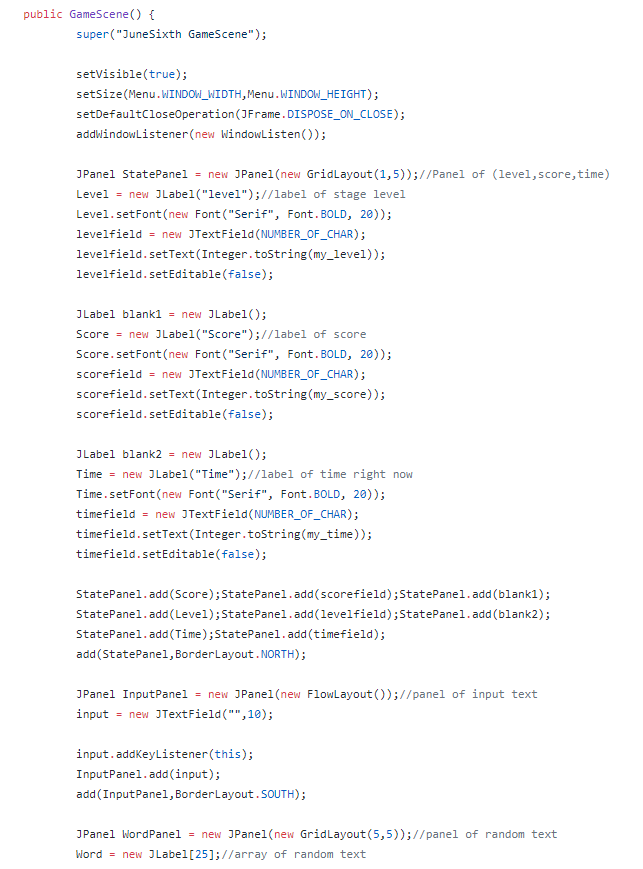 public GameScene() {
super("JuneSixth GameScene");
setVisible(true);
setSize(Menu.WINDOW_WIDTH,Menu.WINDOW_HEIGHT);
setDefaultCloseOperation(JFrame.DISPOSE_ON_CLOSE);
addWindowListener(new WindowListen());
JPanel StatePanel = new JPanel(new GridLayout(1,5));//Panel of (level,score,time)
Level = new JLabel("level");//label of stage level
Level.setFont(new Font("Serif", Font.BOLD, 20));
levelfield = new JTextField(NUMBER_OF_CHAR);
levelfield.setText(Integer.toString(my_level));
levelfield.setEditable(false);
JLabel blank1 = new JLabel();
Score = new JLabel("Score");//label of score
Score.setFont(new Font("Serif", Font.BOLD, 20));
scorefield = new JTextField(NUMBER_OF_CHAR);
scorefield.setText(Integer.toString(my_score));
scorefield.setEditable(false);
JLabel blank2 = new JLabel();
Time = new JLabel("Time");//label of time right now
Time.setFont(new Font("Serif", Font.BOLD, 20));
timefield = new JTextField(NUMBER_OF_CHAR);
timefield.setText(Integer.toString(my_time));
timefield.setEditable(false);
StatePanel.add(Score);StatePanel.add(scorefield);StatePanel.add(blank1);
StatePanel.add(Level);StatePanel.add(levelfield);StatePanel.add(blank2);
StatePanel.add(Time);StatePanel.add(timefield);
add(StatePanel,BorderLayout.NORTH);
JPanel InputPanel = new JPanel(new FlowLayout());//panel of input text
input = new JTextField("",10);
input.addKeyListener(this);
InputPanel.add(input);
add(InputPanel,BorderLayout.SOUTH);
JPanel WordPanel = new JPanel(new GridLayout(5,5));//panel of random text
Word = new JLabel[25];//array of random text